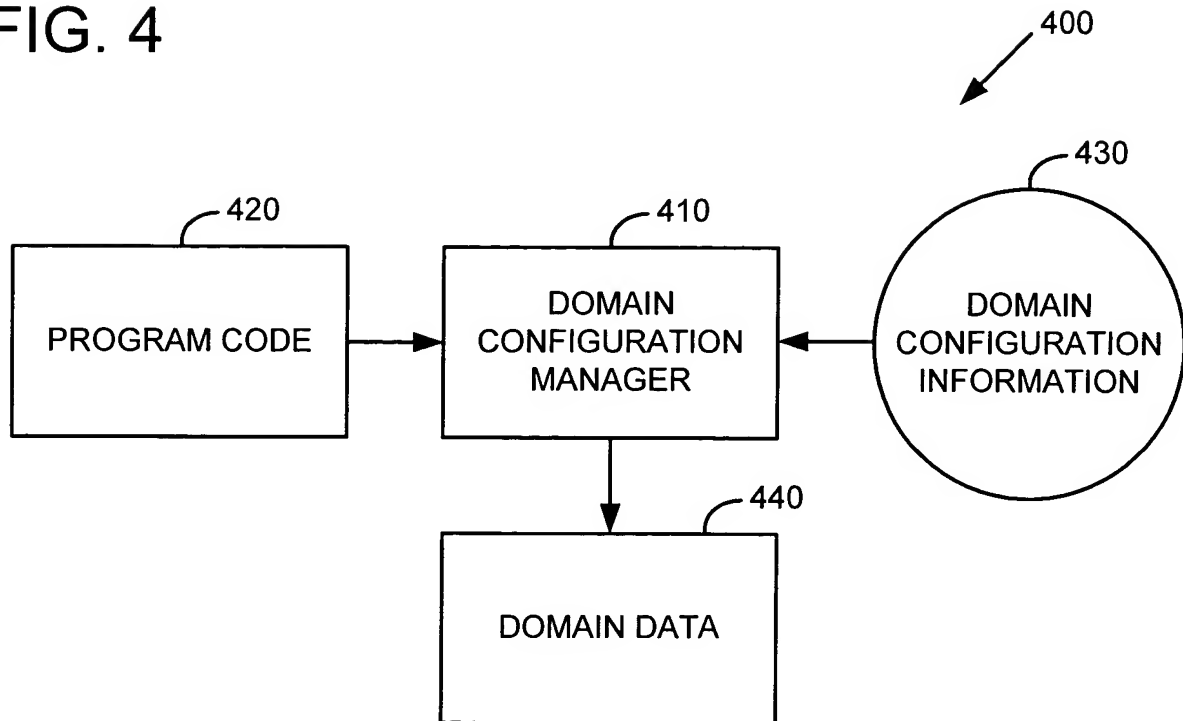 FIG. 4
400
430
420
410
PROGRAM CODE
DOMAIN
CONFIGURATION
MANAGER
DOMAIN
CONFIGURATION
INFORMATION
440
DOMAIN DATA